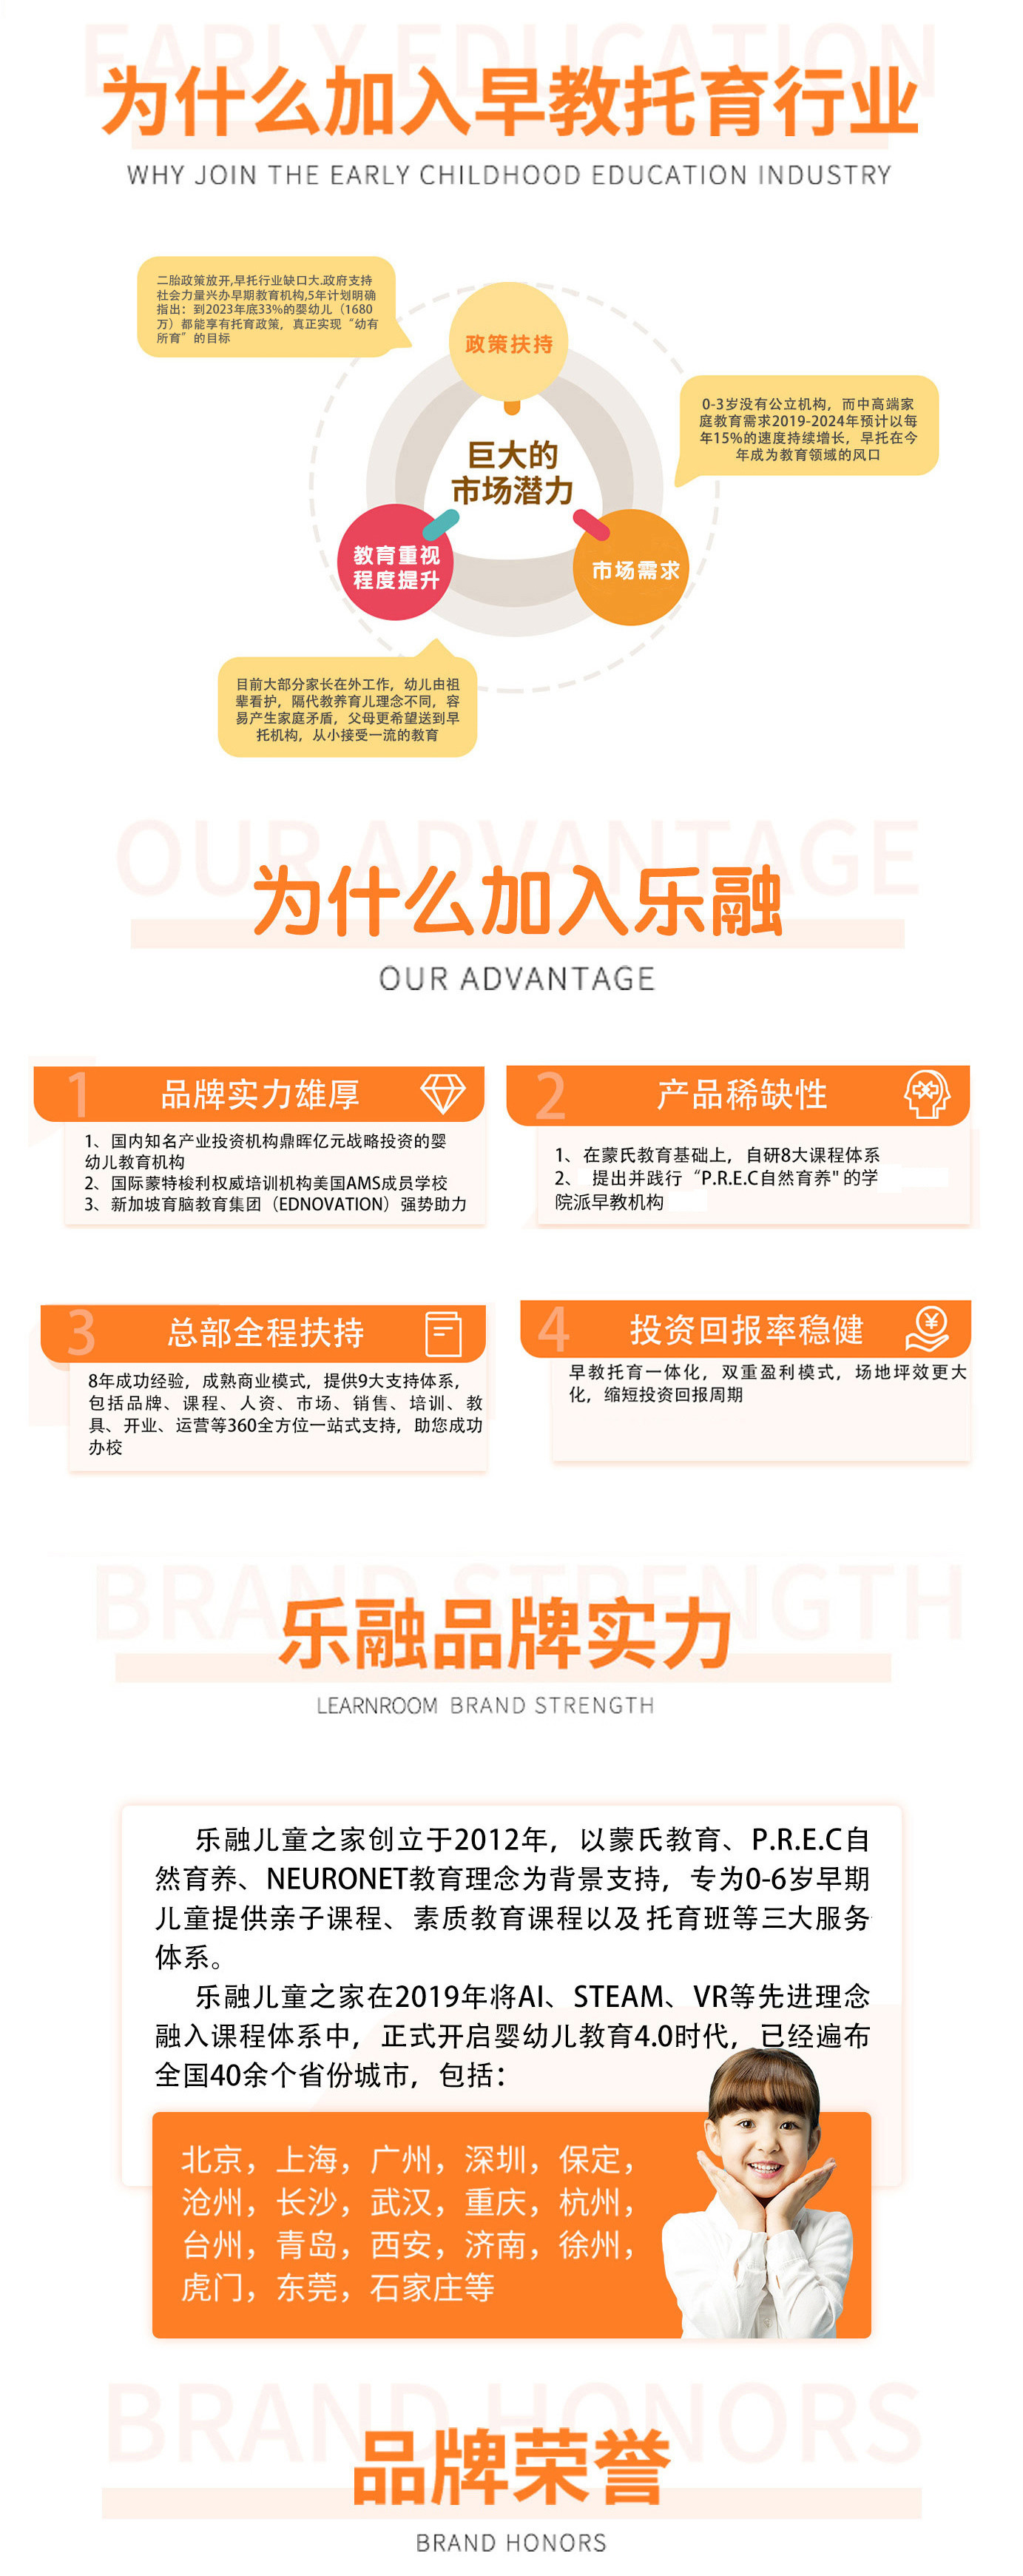 EARLY EDUCATION
为什么加入早教托育行业
WHY JOIN THE EARLY CHILDHOOD EDUCATION INDUSTRY
二胎政策放开,早托行业缺口大.政府支持
社会力量兴办早期教育机构,5年计划明确
指出：到2023年底33%的婴幼儿（1680
万）都能享有托育政策，真正实现“幼有
所育”的目标
政策扶持
0-3岁没有公立机构，而中高端家
庭教育需求2019-2024年预计以每
年15%的速度持续增长，早托在今
年成为教育领域的风口
巨大的
市场潜力
教育重视
程度提升
市场需求
目前大部分家长在外工作，幼儿由祖
辈看护，隔代教养育儿理念不同，容
易产生家庭矛盾，父母更希望送到早
托机构，从小接受一流的教育
OUR ADVANTAGE
为什么加入乐融
OUR ADVANTAGE
1 品牌实力雄厚
1、国内知名产业投资机构鼎晖亿元战略投资的婴
幼儿教育机构
2、国际蒙特梭利权威培训机构美国AMS成员学校
3、新加坡育脑教育集团（EDNOVATION）强势助力
2 产品稀缺性
1、在蒙氏教育基础上，自研8大课程体系
2、 提出并践行“P.R.E.C自然育养"的学
院派早教机构
3 总部全程扶持
8年成功经验，成熟商业模式，提供9大支持体系，
包括品牌、课程、人资、市场、销售、培训、教
具、开业、运营等360全方位一站式支持，助您成功
办校
4 投资回报率稳健
¥
早教托育一体化，双重盈利模式，场地坪效更大
化，缩短投资回报周期
BRAND STRENGTH
乐融品牌实力
LEARNROOM BRAND STRENGTH
乐融儿童之家创立于2012年，以蒙氏教育、P.R.E.C自
然育养、NEURONET教育理念为背景支持，专为0-6岁早期
儿童提供亲子课程、素质教育课程以及托育班等三大服务
体系。
乐融儿童之家在2019年将AI、STEAM、VR等先进理念
融入课程体系中，正式开启婴幼儿教育4.0时代，已经遍布
全国40余个省份城市，包括：
北京，上海，广州，深圳，保定，
沧州，长沙，武汉，重庆，杭州，
台州，青岛，西安，济南，徐州，
虎门，东莞，石家庄等
BRAND HONORS
品牌荣誉
BRAND HONORS